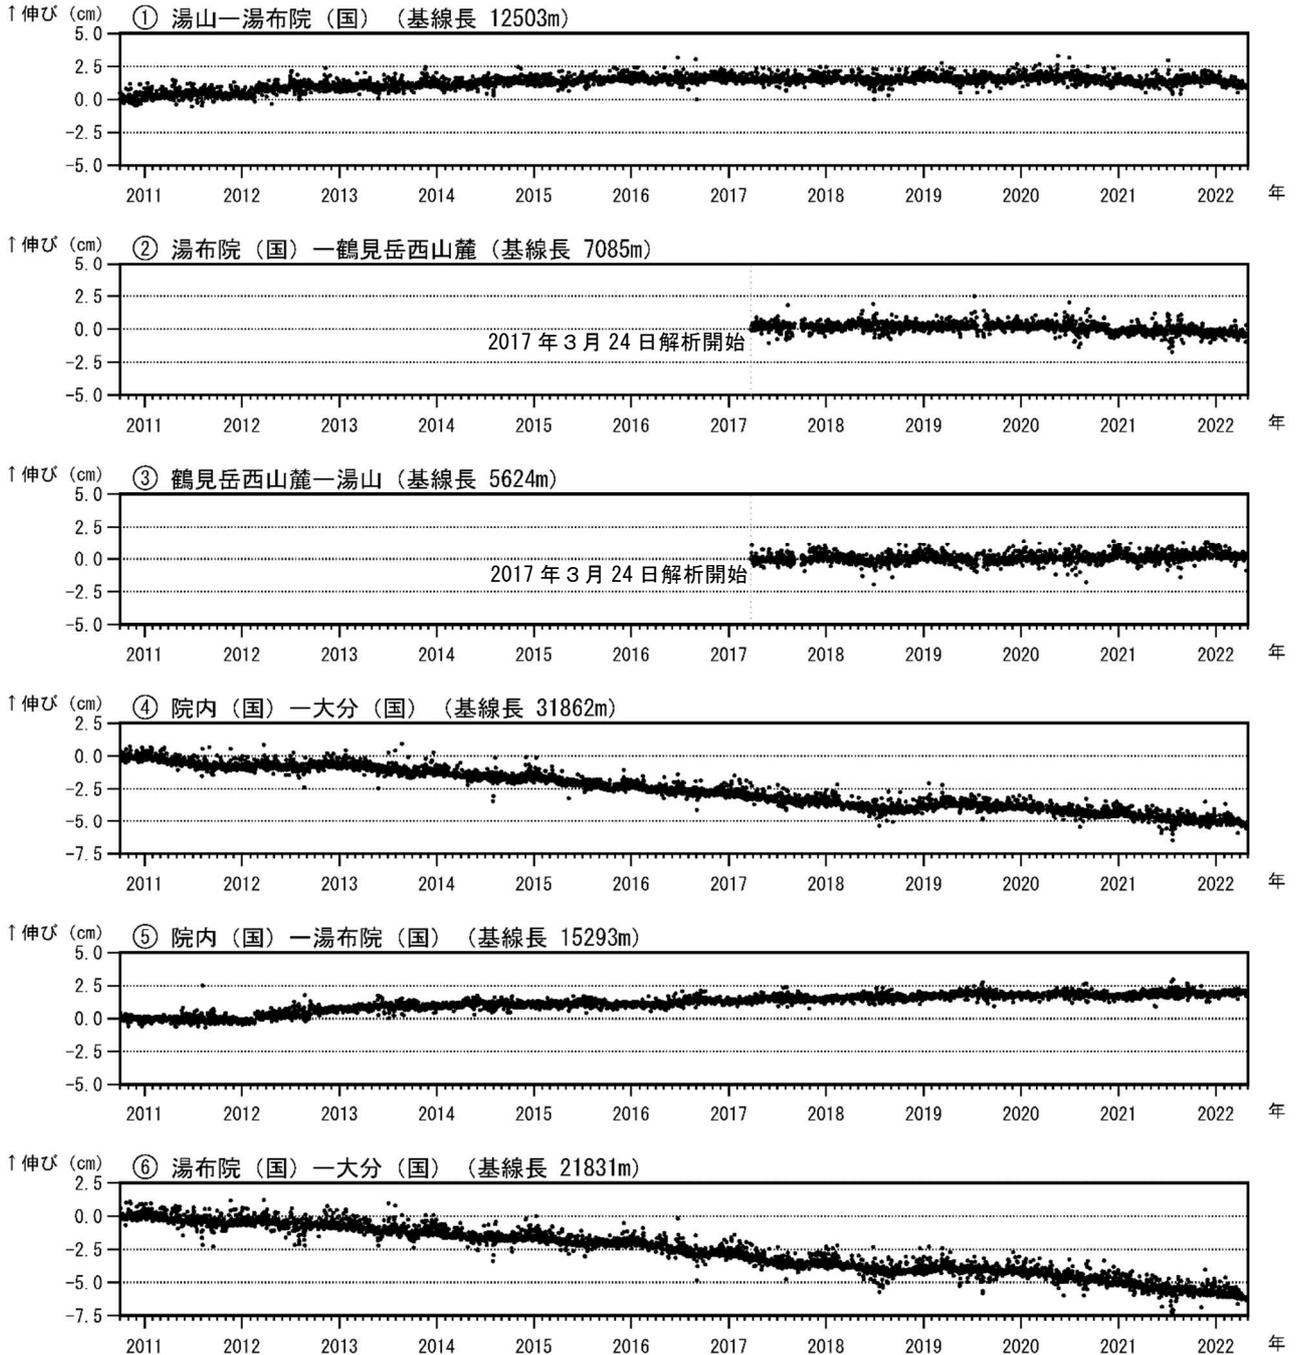 ↑伸び (cm) ① 湯山―湯布院(国) (基線長 12503m)
5.0
2.5
0.0
-2.5
-5.0
2011 2012 2013 2014 2015 2016 2017 2018 2019 2020 2021 2022 年
↑伸び (cm) ② 湯布院(国)―鶴見岳西山麓(基線長 7085m)
5.0
2.5
0.0
2017年3月24日解析開始
-2.5
-5.0
2011 2012 2013 2014 2015 2016 2017 2018 2019 2020 2021 2022 年
↑伸び (cm) ③ 鶴見岳西山麓―湯山(基線長 5624m)
5.0
2.5
0.0
2017年3月24日解析開始
-2.5
-5.0
2011 2012 2013 2014 2015 2016 2017 2018 2019 2020 2021 2022 年
↑伸び (cm) ④ 院内(国)―大分(国) (基線長 31862m)
2.5
0.0
-2.5
-5.0
-7.5
2011 2012 2013 2014 2015 2016 2017 2018 2019 2020 2021 2022 年
↑伸び (cm) ⑤ 院内(国)―湯布院(国) (基線長 15293m)
5.0
2.5
0.0
-2.5
-5.0
2011 2012 2013 2014 2015 2016 2017 2018 2019 2020 2021 2022 年
↑伸び (cm) ⑥ 湯布院(国)―大分(国) (基線長 21831m)
2.5
0.0
-2.5
-5.0
-7.5
2011 2012 2013 2014 2015 2016 2017 2018 2019 2020 2021 2022 年